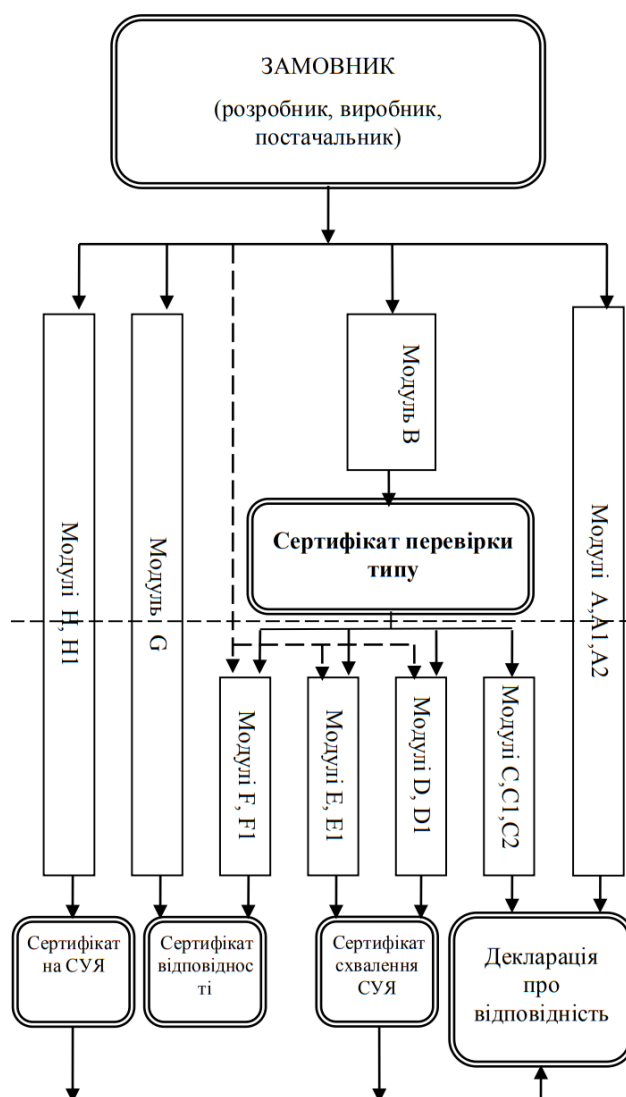 ЗАМОВНИК
(розробник, виробник,
постачальник)
Модулі Н, Н1
Модуль G
Модуль В
Модулі А,А1,А2
Сертифікат перевірки
типу
Модулі F, F1
Модулі Е, Е1
Модулі D, D1
Модулі С,С1,С2
Сертифікат
на СУЯ
Сертифікат
відповіднос
ті
Сертифікат
схвалення
СУЯ
Декларація
про
відповідність